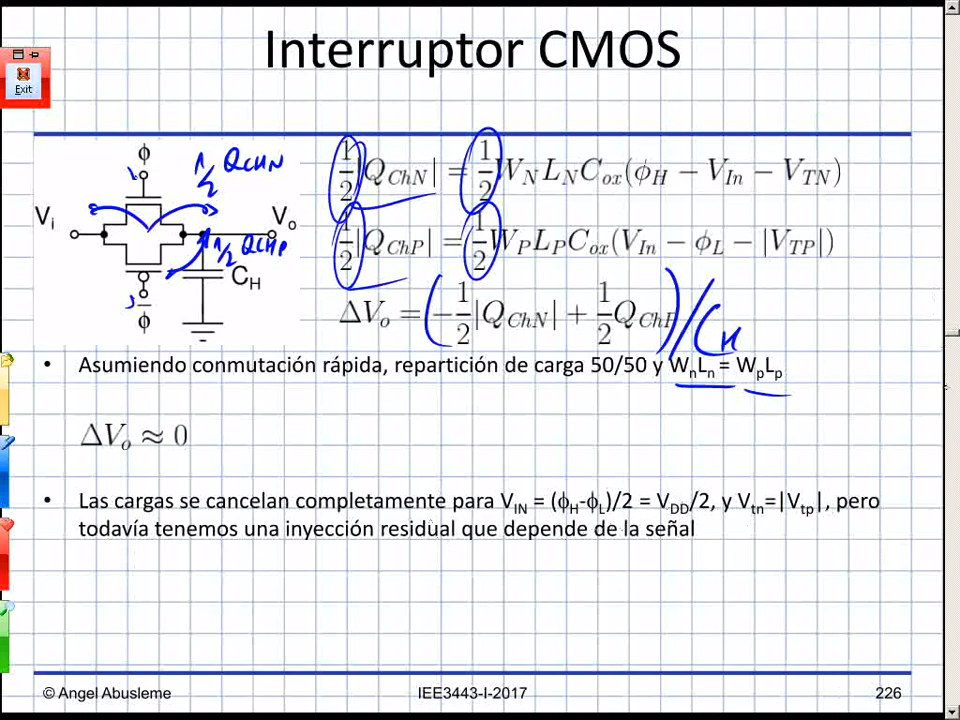 Interruptor CMOS
Exit
ϕ
1/2 QCHN
V_i
V_o
1/2 QCHP
C_H
ϕ̅
1/2|Q_ChN| = 1/2 W_N L_N C_ox(ϕ_H − V_In − V_TN)
1/2|Q_ChP| = 1/2 W_P L_P C_ox(V_In − ϕ_L − |V_TP|)
ΔV_o = (−1/2|Q_ChN| + 1/2 Q_ChP)/C_H
• Asumiendo conmutación rápida, repartición de carga 50/50 y W_nL_n = W_pL_p
ΔV_o ≈ 0
• Las cargas se cancelan completamente para V_IN = (ϕ_H-ϕ_L)/2 = V_DD/2, y V_tn=|V_tp|, pero
todavía tenemos una inyección residual que depende de la señal
© Angel Abusleme
IEE3443-I-2017
226